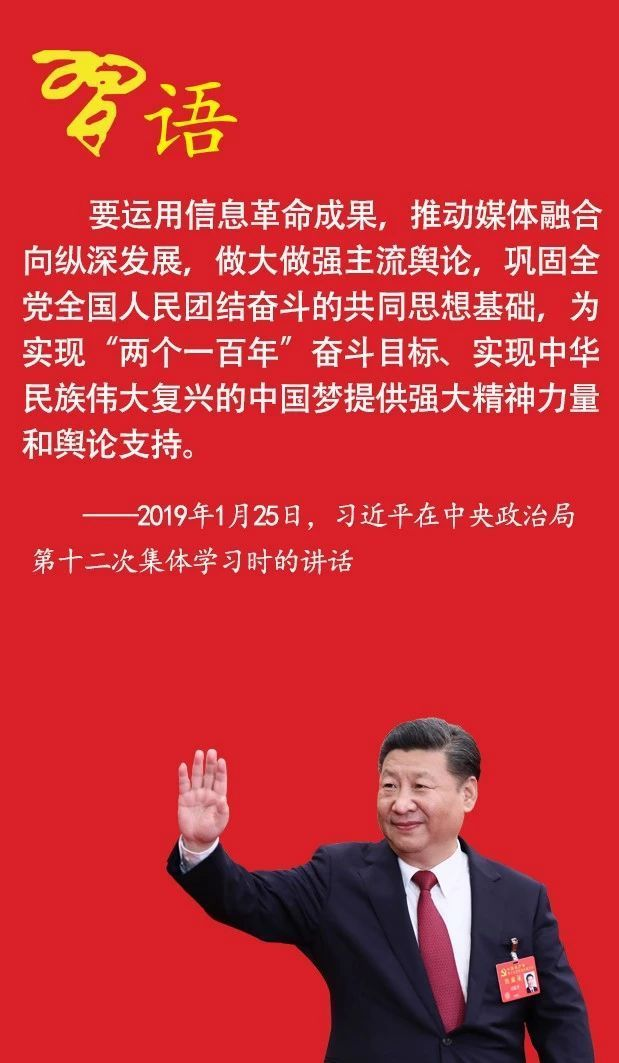 習语
要运用信息革命成果，推动媒体融合
向纵深发展，做大做强主流舆论，巩固全
党全国人民团结奋斗的共同思想基础，为
实现“两个一百年”奋斗目标、实现中华
民族伟大复兴的中国梦提供强大精神力量
和舆论支持。
——2019年1月25日，习近平在中央政治局
第十二次集体学习时的讲话